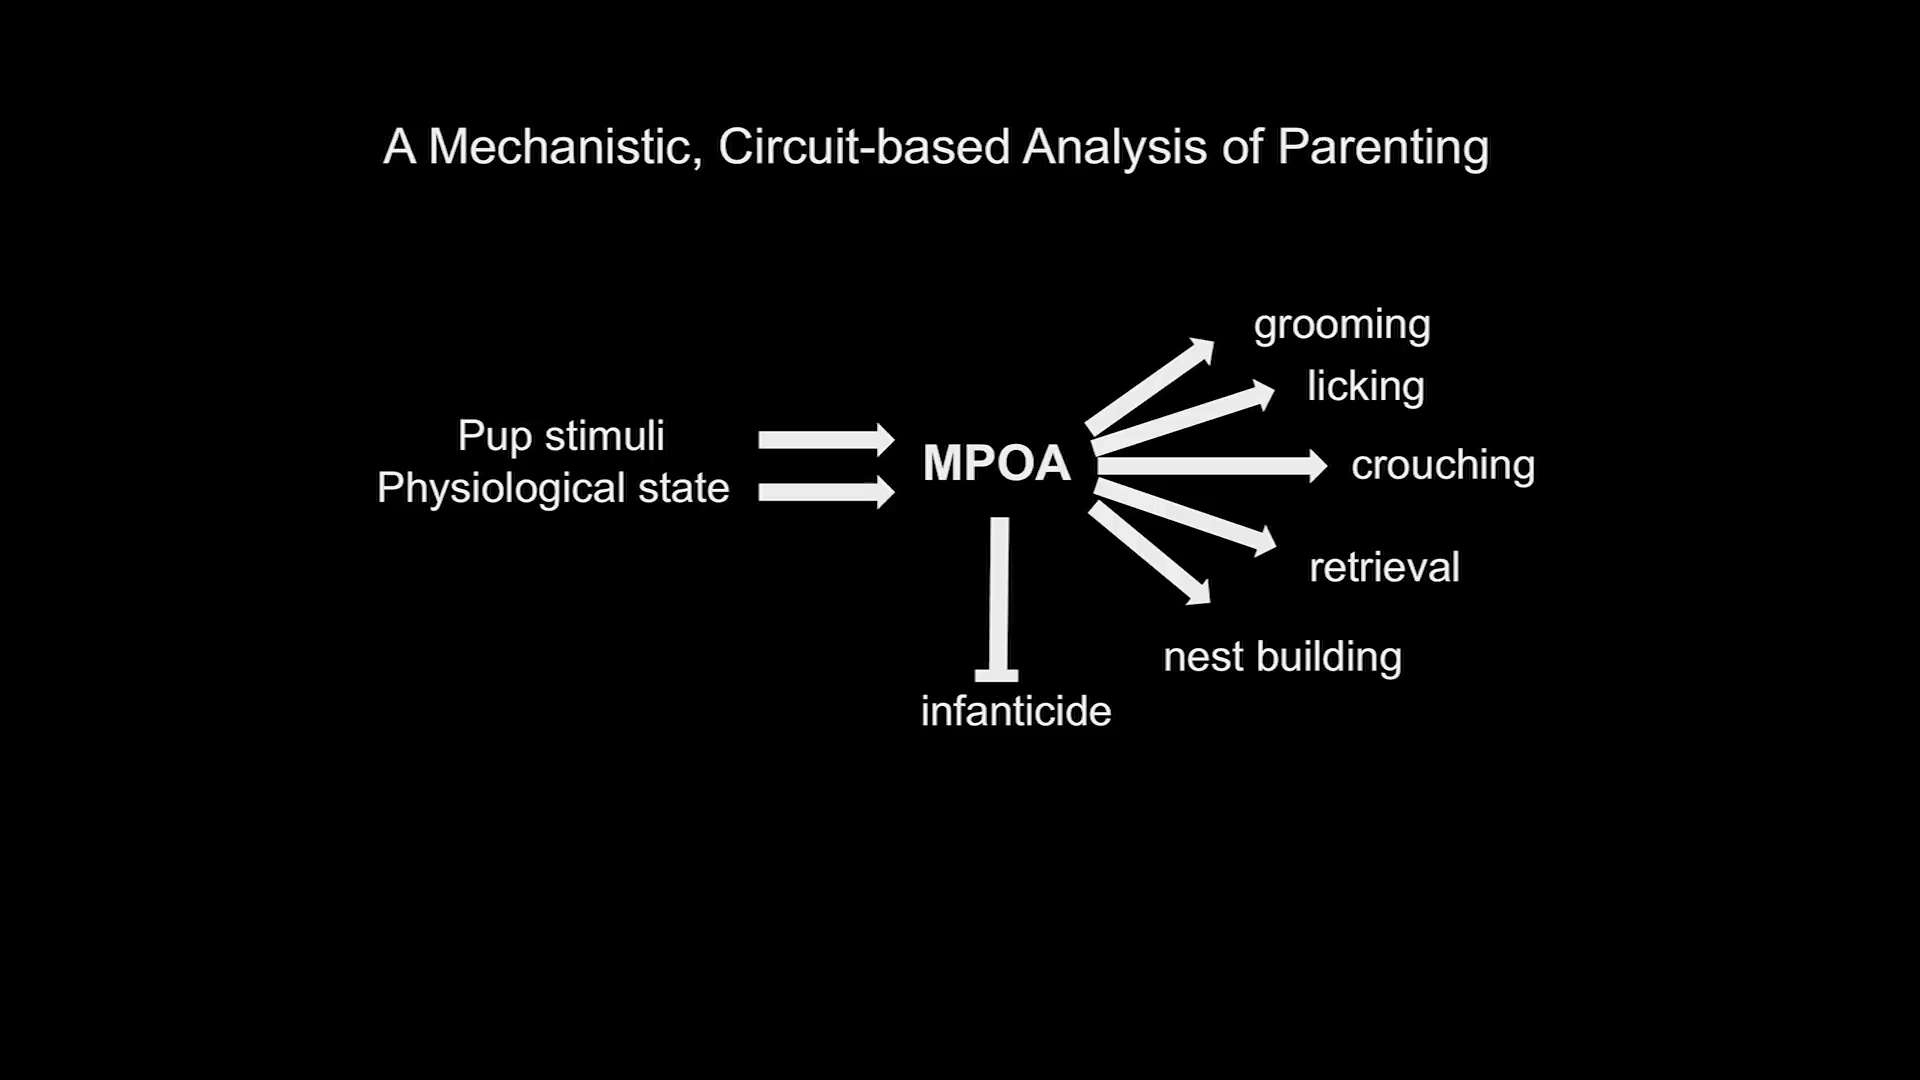 A Mechanistic, Circuit-based Analysis of Parenting
grooming
licking
Pup stimuli
Physiological state
MPOA
crouching
retrieval
nest building
infanticide